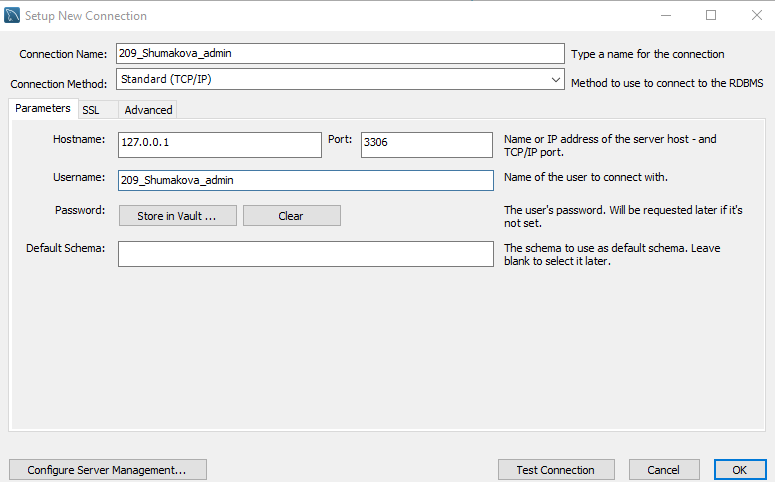 Setup New Connection
Connection Name: 209_Shumakova_admin Type a name for the connection
Connection Method: Standard (TCP/IP) Method to use to connect to the RDBMS
Parameters SSL Advanced
Hostname: 127.0.0.1 Port: 3306 Name or IP address of the server host - and
TCP/IP port.
Username: 209_Shumakova_admin Name of the user to connect with.
Password: Store in Vault ... Clear The user's password. Will be requested later if it's
not set.
Default Schema: The schema to use as default schema. Leave
blank to select it later.
Configure Server Management... Test Connection Cancel OK